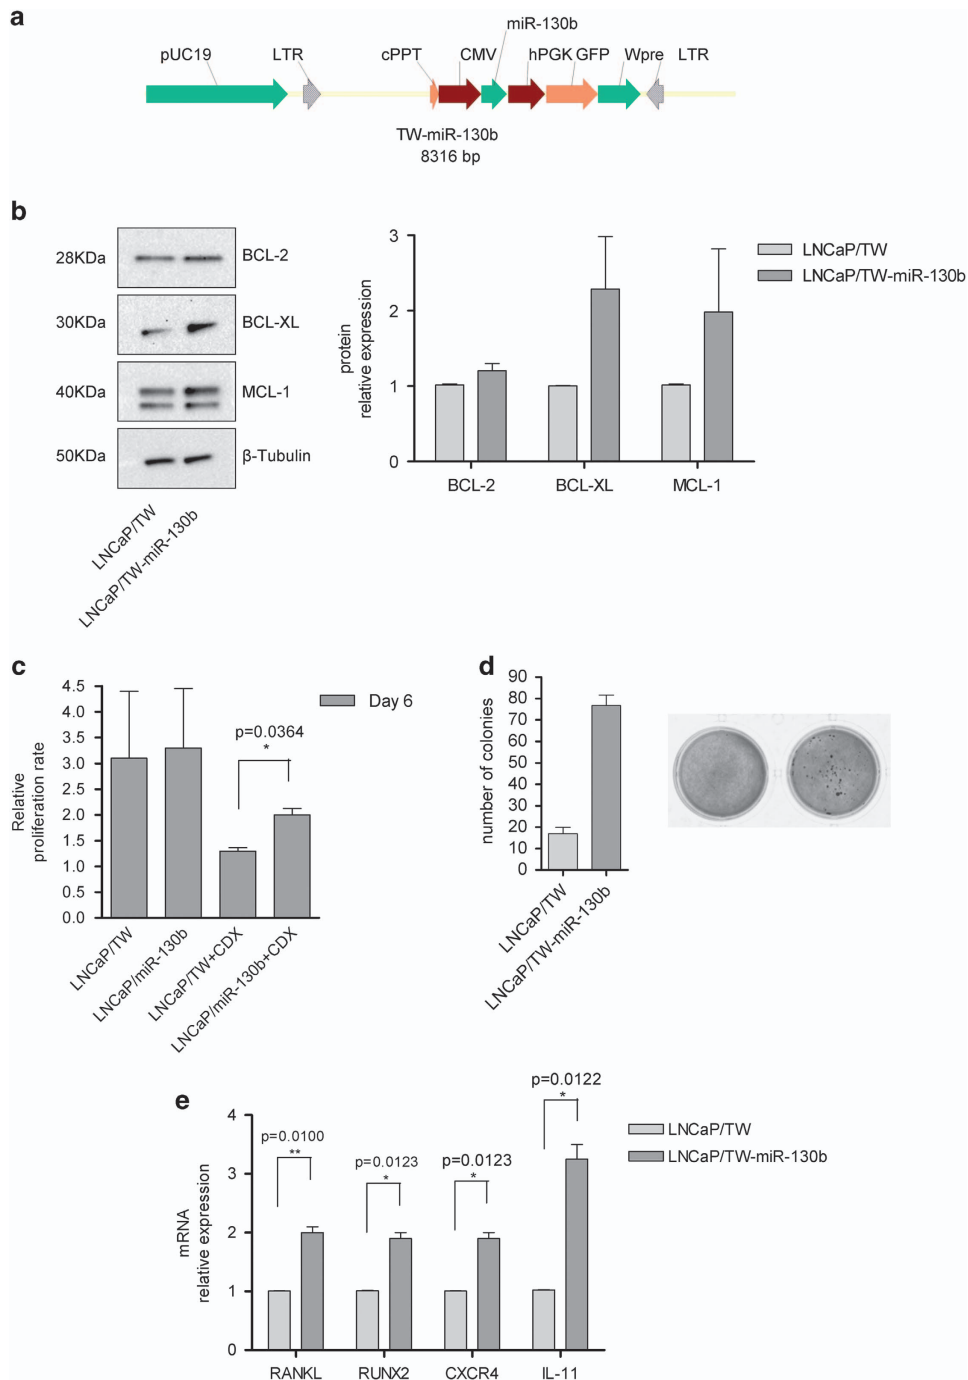 a
miR-130b
pUC19 LTR cPPT CMV hPGK GFP Wpre LTR
TW-miR-130b
8316 bp
b
28KDa BCL-2
30KDa BCL-XL
40KDa MCL-1
50KDa β-Tubulin
LNCaP/TW
LNCaP/TW-miR-130b
protein
relative expression
3
2
1
0
BCL-2 BCL-XL MCL-1
LNCaP/TW
LNCaP/TW-miR-130b
c
Relative
proliferation rate
4.5
4.0
3.5
3.0
2.5
2.0
1.5
1.0
0.5
0.0
p=0.0364
*
Day 6
LNCaP/TW
LNCaP/miR-130b
LNCaP/TW+CDX
LNCaP/miR-130b+CDX
d
number of colonies
90
80
70
60
50
40
30
20
10
0
LNCaP/TW
LNCaP/TW-miR-130b
e
mRNA
relative expression
4
3
2
1
0
p=0.0100
**
p=0.0123
*
p=0.0123
*
p=0.0122
*
RANKL RUNX2 CXCR4 IL-11
LNCaP/TW
LNCaP/TW-miR-130b